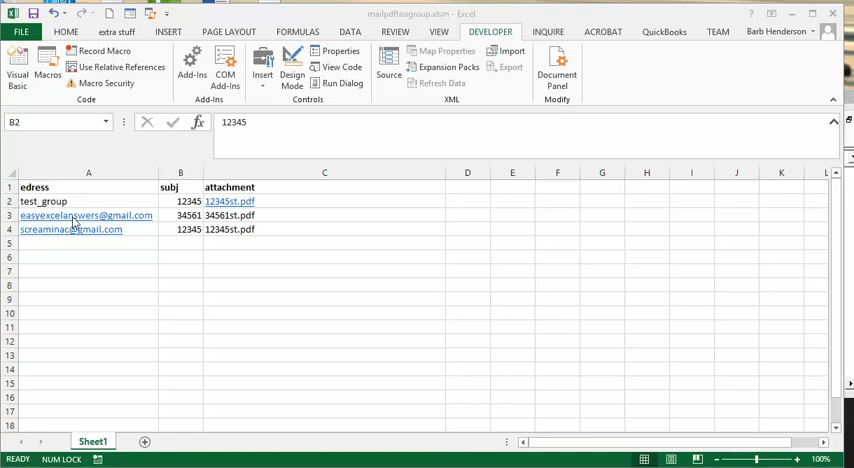 mailpdftoagroup.xlsm - Excel
FILE HOME extra stuff INSERT PAGE LAYOUT FORMULAS DATA REVIEW VIEW DEVELOPER INQUIRE ACROBAT QuickBooks TEAM Barb Henderson
Visual Basic
Macros
Record Macro
Use Relative References
Macro Security
Code
Add-Ins
COM Add-Ins
Add-Ins
Insert
Design Mode
Properties
View Code
Run Dialog
Controls
Source
Map Properties
Expansion Packs
Refresh Data
Import
Export
XML
Document Panel
Modify
B2 fx 12345
A B C D E F G H I J K L
1 edress subj attachment
2 test_group 12345 12345st.pdf
3 easyexcelanswers@gmail.com 34561 34561st.pdf
4 screaminac@gmail.com 12345 12345st.pdf
5
6
7
8
9
10
11
12
13
14
15
16
17
18
Sheet1
READY NUM LOCK 100%